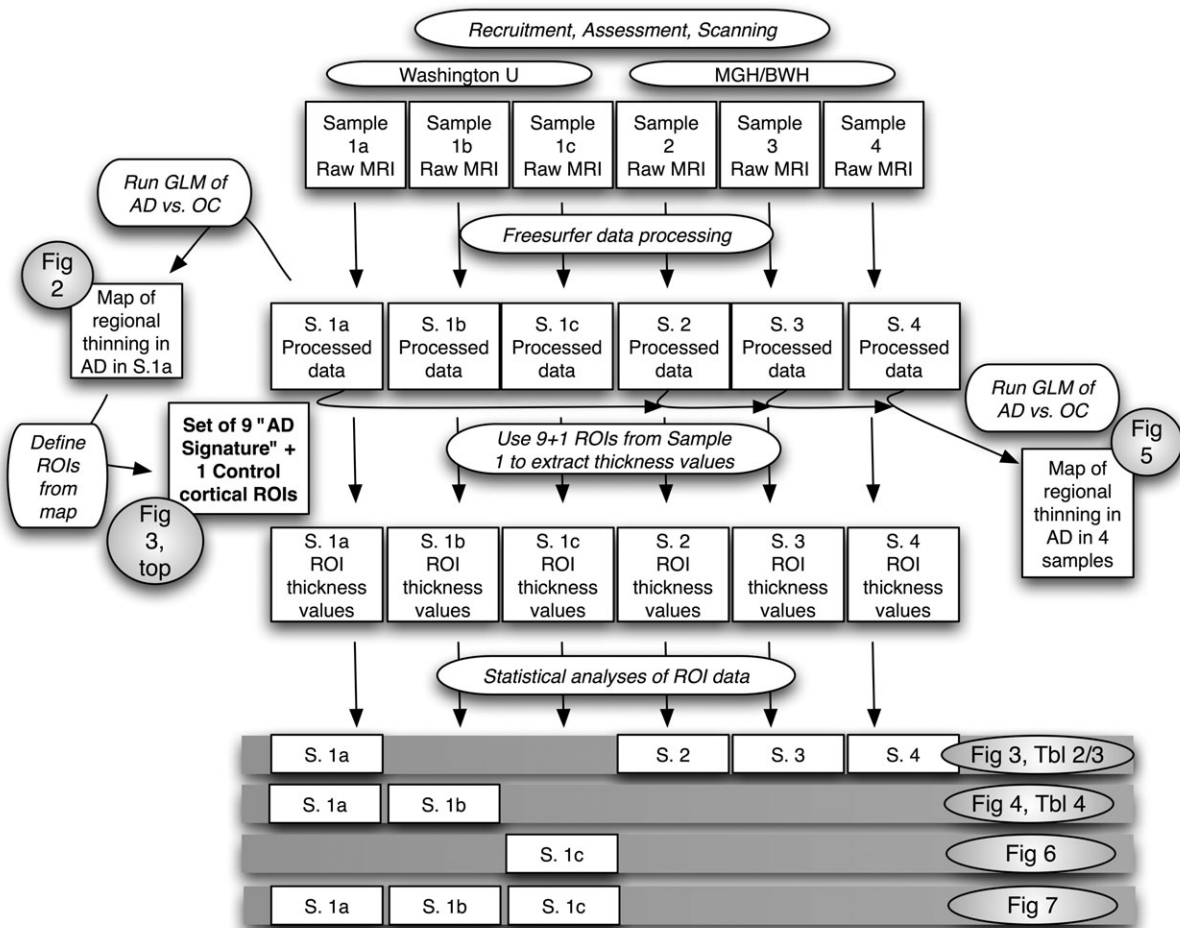 Recruitment, Assessment, Scanning
Washington U
MGH/BWH
Sample
1a
Raw MRI
Sample
1b
Raw MRI
Sample
1c
Raw MRI
Sample
2
Raw MRI
Sample
3
Raw MRI
Sample
4
Raw MRI
Run GLM of
AD vs. OC
Freesurfer data processing
Fig
2
Map of
regional
thinning in
AD in S.1a
S. 1a
Processed
data
S. 1b
Processed
data
S. 1c
Processed
data
S. 2
Processed
data
S. 3
Processed
data
S. 4
Processed
data
Run GLM of
AD vs. OC
Fig
5
Define
ROIs
from
map
Set of 9 "AD
Signature" +
1 Control
cortical ROIs
Fig
3,
top
Use 9+1 ROIs from Sample
1 to extract thickness values
Map of
regional
thinning in
AD in 4
samples
S. 1a
ROI
thickness
values
S. 1b
ROI
thickness
values
S. 1c
ROI
thickness
values
S. 2
ROI
thickness
values
S. 3
ROI
thickness
values
S. 4
ROI
thickness
values
Statistical analyses of ROI data
S. 1a
S. 2
S. 3
S. 4
Fig 3, Tbl 2/3
S. 1a
S. 1b
Fig 4, Tbl 4
S. 1c
Fig 6
S. 1a
S. 1b
S. 1c
Fig 7